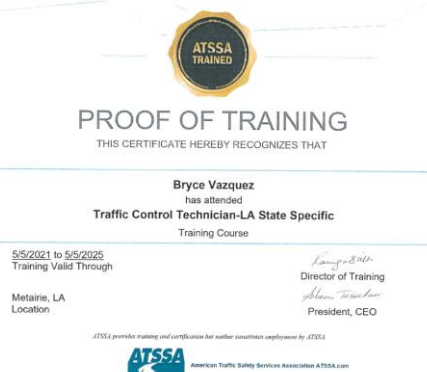 ATSSA
TRAINED
PROOF OF TRAINING
THIS CERTIFICATE HEREBY RECOGNIZES THAT
Bryce Vazquez
has attended
Traffic Control Technician-LA State Specific
Training Course
5/5/2021 to 5/5/2025
Training Valid Through
Director of Training
Metairie, LA
Location
President, CEO
ATSSA provides training and certification but neither constitutes employment by ATSSA
ATSSA
American Traffic Safety Services Association ATSSA.com